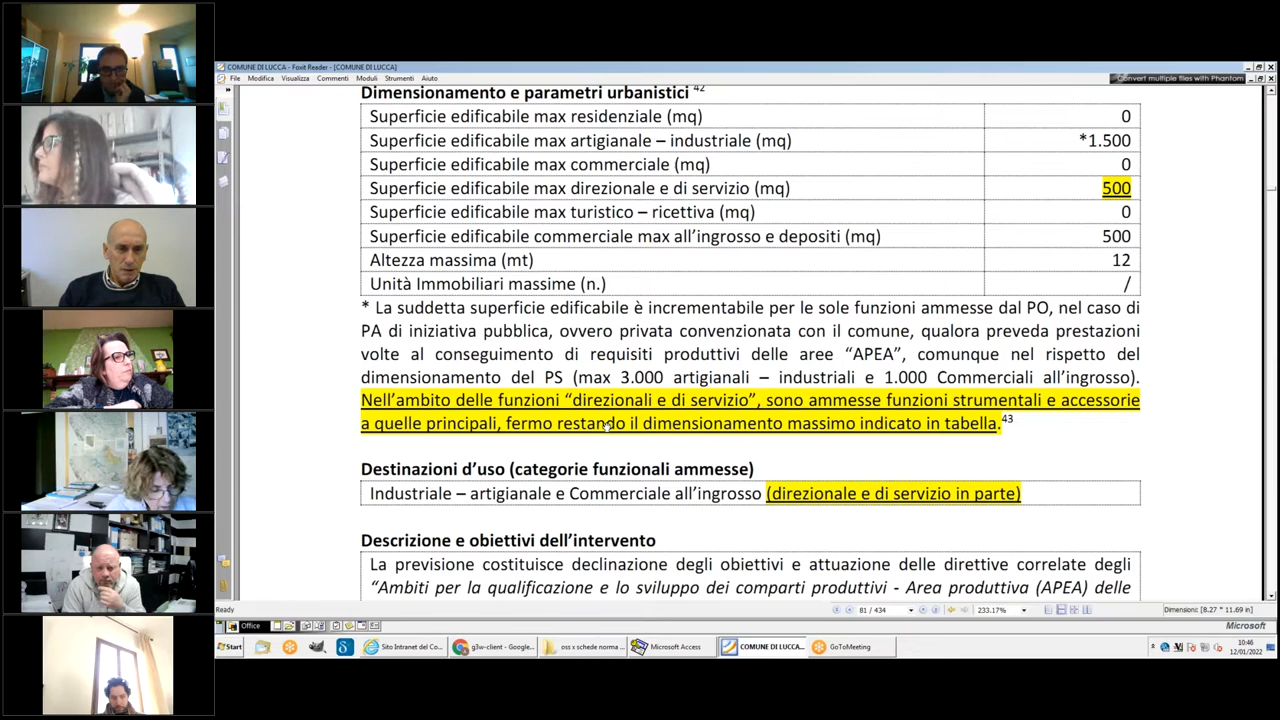 COMUNE DI LUCCA - Foxit Reader - [COMUNE DI LUCCA]
File Modifica Visualizza Commenti Moduli Strumenti Aiuto
Convert multiple files with Phantom
Dimensionamento e parametri urbanistici 42
Superficie edificabile max residenziale (mq) 0
Superficie edificabile max artigianale – industriale (mq) *1.500
Superficie edificabile max commerciale (mq) 0
Superficie edificabile max direzionale e di servizio (mq) 500
Superficie edificabile max turistico – ricettiva (mq) 0
Superficie edificabile commerciale max all’ingrosso e depositi (mq) 500
Altezza massima (mt) 12
Unità Immobiliari massime (n.) /
* La suddetta superficie edificabile è incrementabile per le sole funzioni ammesse dal PO, nel caso di
PA di iniziativa pubblica, ovvero privata convenzionata con il comune, qualora preveda prestazioni
volte al conseguimento di requisiti produttivi delle aree “APEA”, comunque nel rispetto del
dimensionamento del PS (max 3.000 artigianali – industriali e 1.000 Commerciali all’ingrosso).
Nell’ambito delle funzioni “direzionali e di servizio”, sono ammesse funzioni strumentali e accessorie
a quelle principali, fermo restando il dimensionamento massimo indicato in tabella.43
Destinazioni d’uso (categorie funzionali ammesse)
Industriale – artigianale e Commerciale all’ingrosso (direzionale e di servizio in parte)
Descrizione e obiettivi dell’intervento
La previsione costituisce declinazione degli obiettivi e attuazione delle direttive correlate degli
“Ambiti per la qualificazione e lo sviluppo dei comparti produttivi - Area produttiva (APEA) delle
Ready 81 / 434 233,17% Dimensioni: [8.27 * 11.69 in]
Office Microsoft
Start Sito Intranet del Co... g3w-client - Google... oss x schede norma ... Microsoft Access COMUNE DI LUCCA... GoToMeeting 10:46
12/01/2022